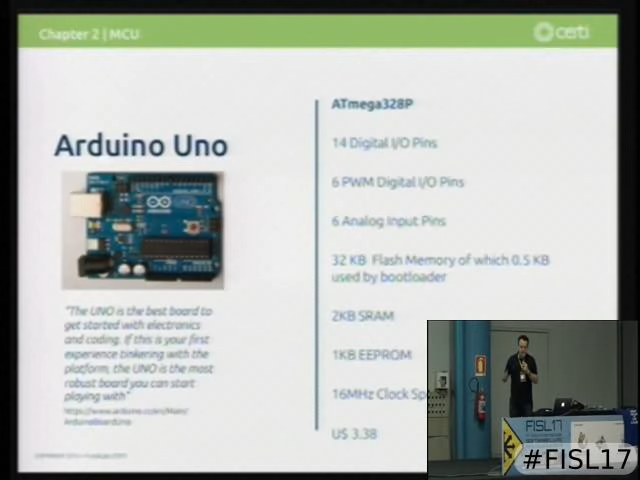 Chapter 2 | MCU
certi
Arduino Uno
"The UNO is the best board to
get started with electronics
and coding. If this is your first
experience tinkering with the
platform, the UNO is the most
robust board you can start
playing with"
ATmega328P
14 Digital I/O Pins
6 PWM Digital I/O Pins
6 Analog Input Pins
32 KB Flash Memory of which 0.5 KB
used by bootloader
2KB SRAM
1KB EEPROM
16MHz Clock
U$ 3.38
FISL17
#FISL17